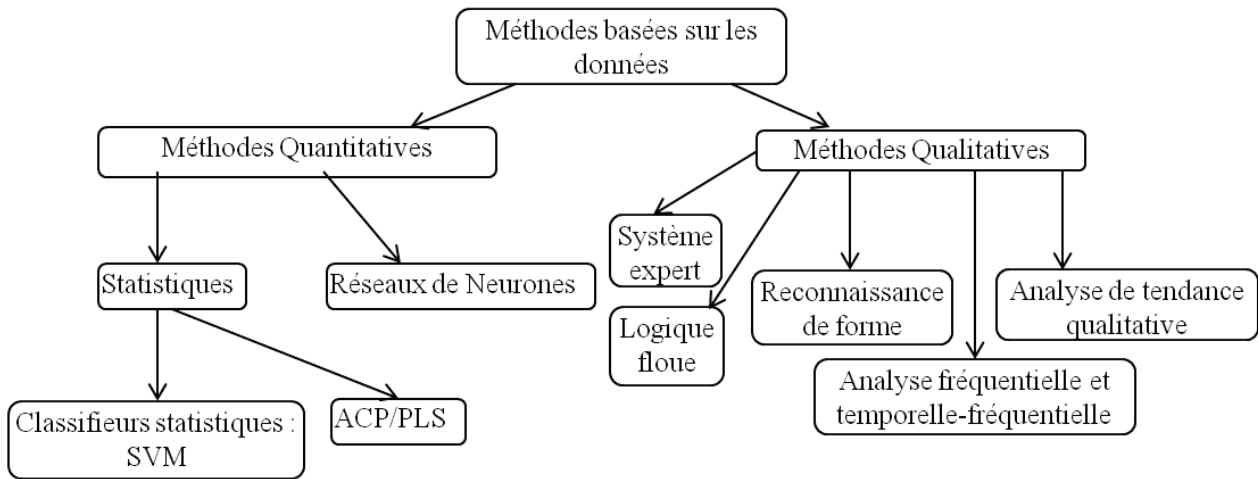 Méthodes basées sur les
données
Méthodes Quantitatives
Méthodes Qualitatives
Système
expert
Statistiques
Réseaux de Neurones
Reconnaissance
de forme
Analyse de tendance
qualitative
Logique
floue
Analyse fréquentielle et
temporelle-fréquentielle
Classifieurs statistiques :
SVM
ACP/PLS